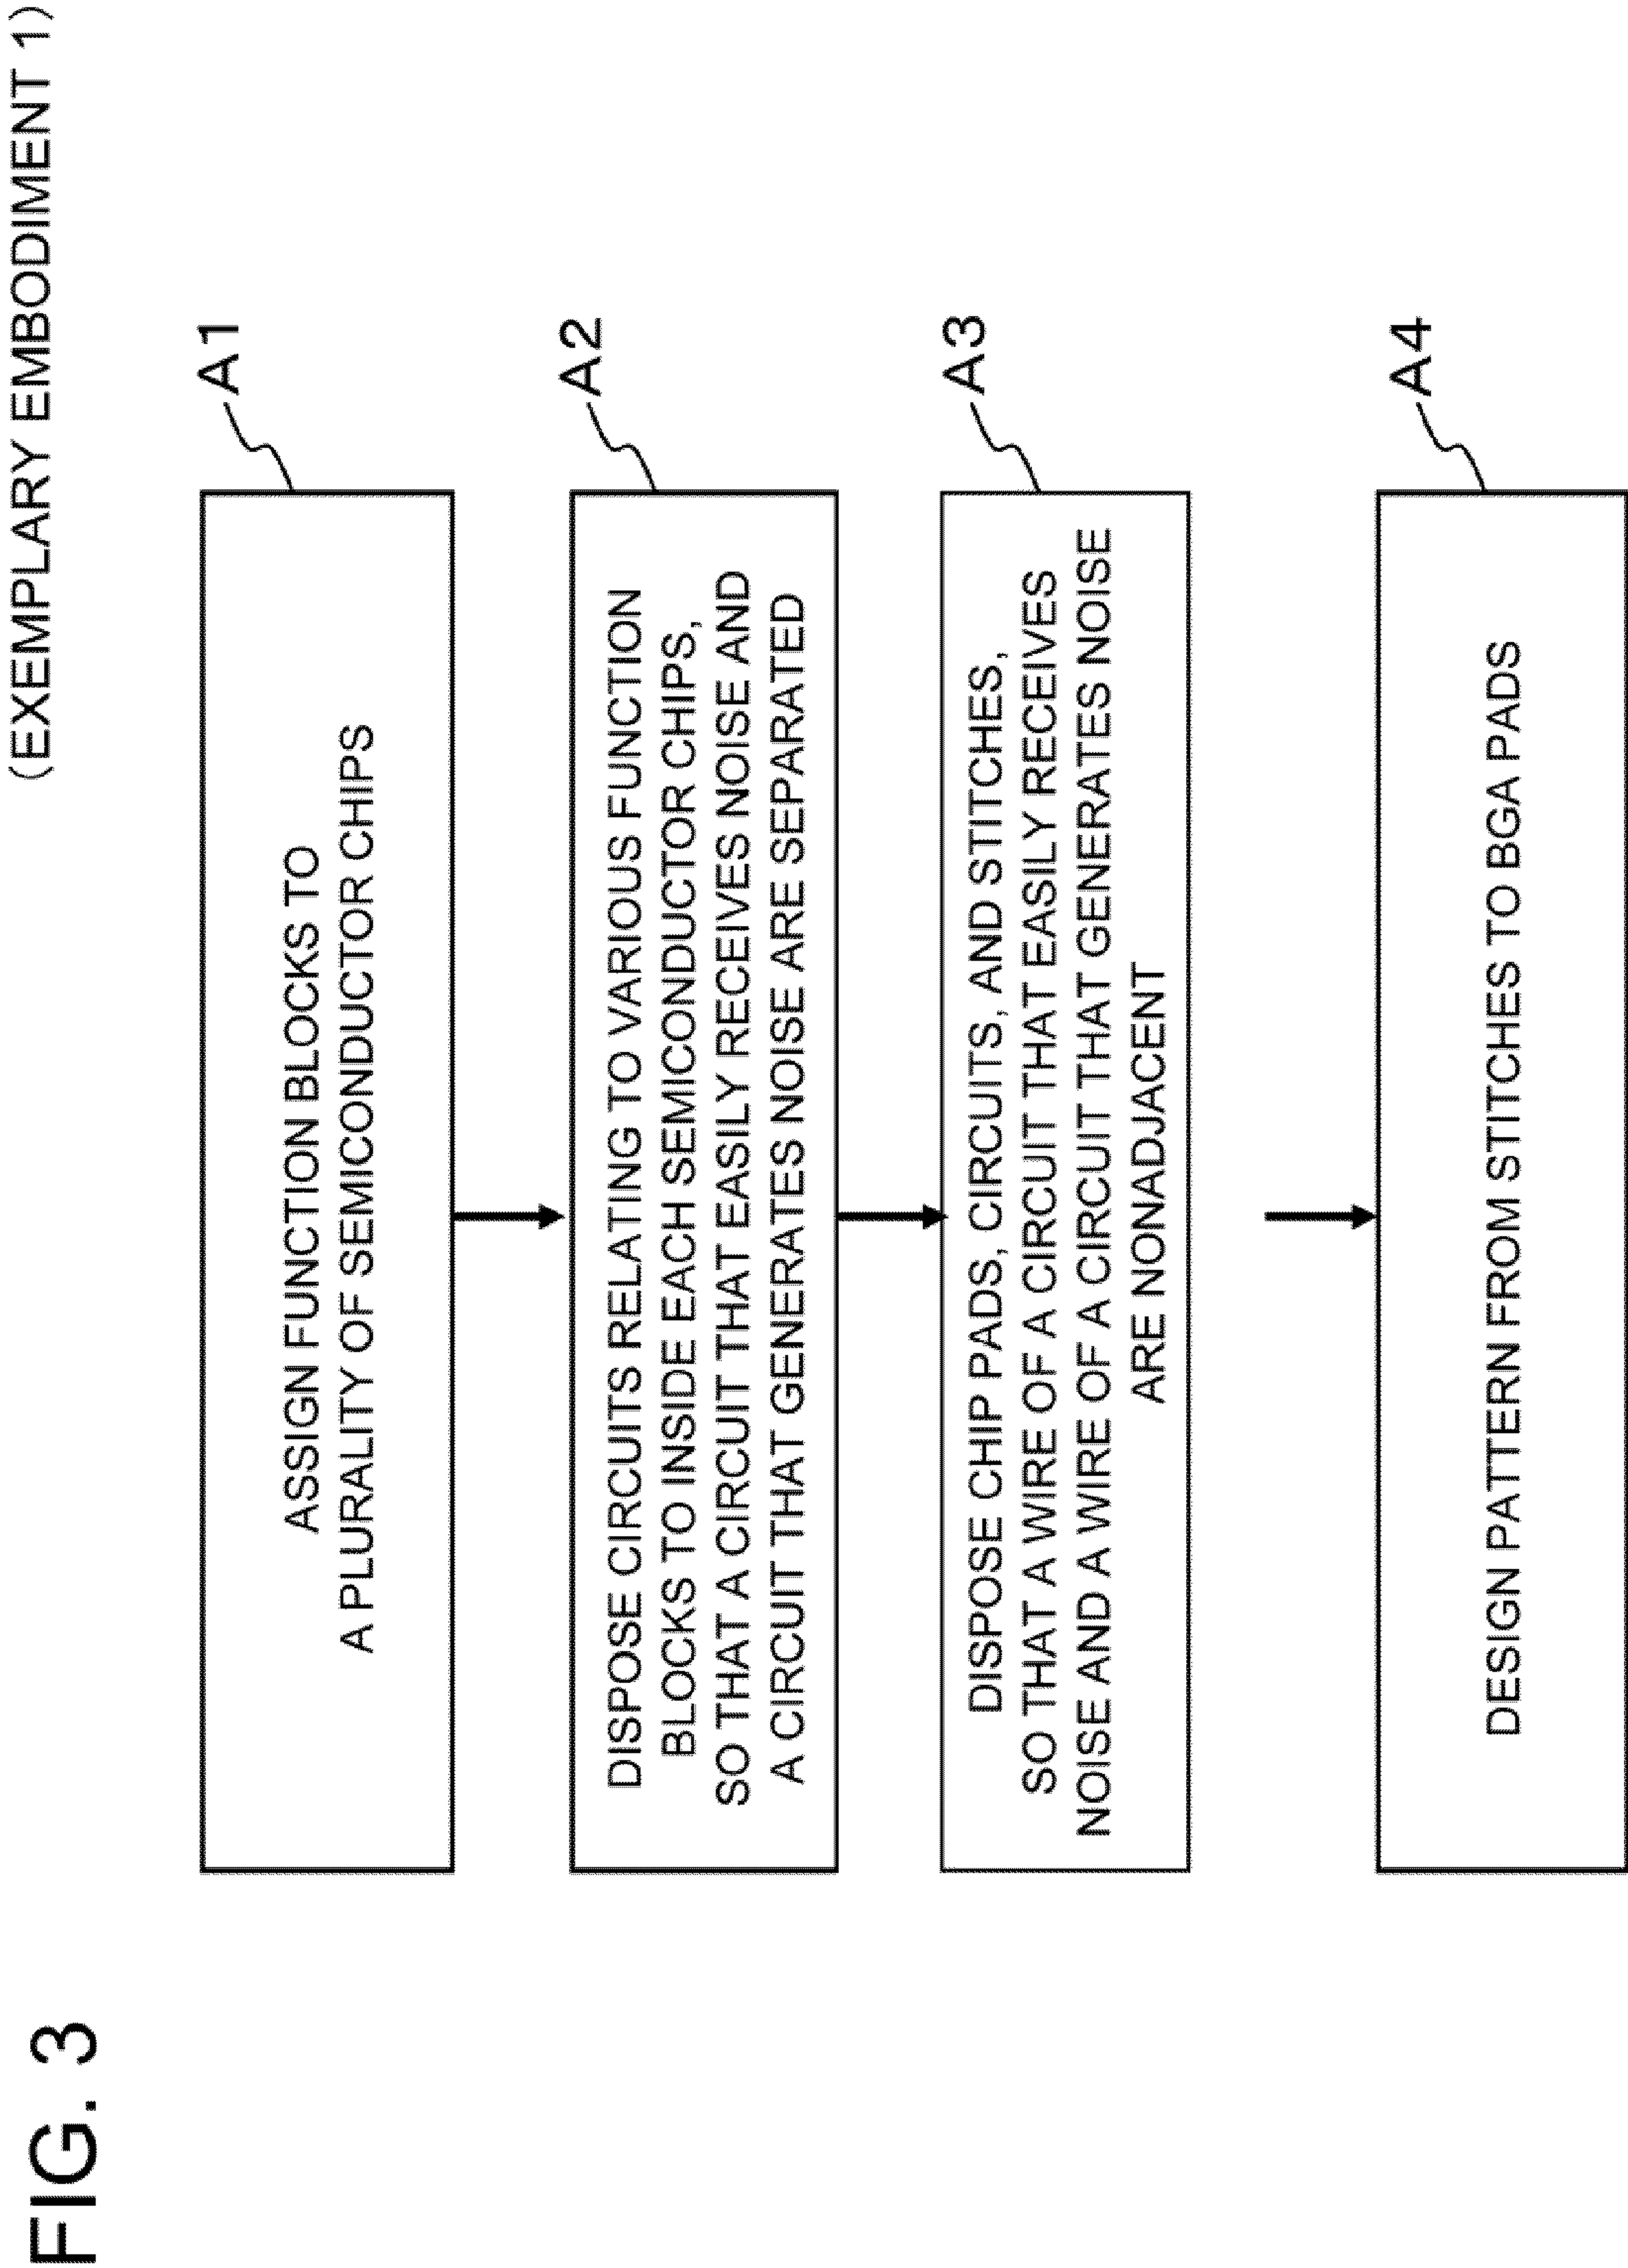 FIG. 3
(EXEMPLARY EMBODIMENT 1)
A1
ASSIGN FUNCTION BLOCKS TO
A PLURALITY OF SEMICONDUCTOR CHIPS
A2
DISPOSE CIRCUITS RELATING TO VARIOUS FUNCTION
BLOCKS TO INSIDE EACH SEMICONDUCTOR CHIPS,
SO THAT A CIRCUIT THAT EASILY RECEIVES NOISE AND
A CIRCUIT THAT GENERATES NOISE ARE SEPARATED
A3
DISPOSE CHIP PADS, CIRCUITS, AND STITCHES,
SO THAT A WIRE OF A CIRCUIT THAT EASILY RECEIVES
NOISE AND A WIRE OF A CIRCUIT THAT GENERATES NOISE
ARE NONADJACENT
A4
DESIGN PATTERN FROM STITCHES TO BGA PADS